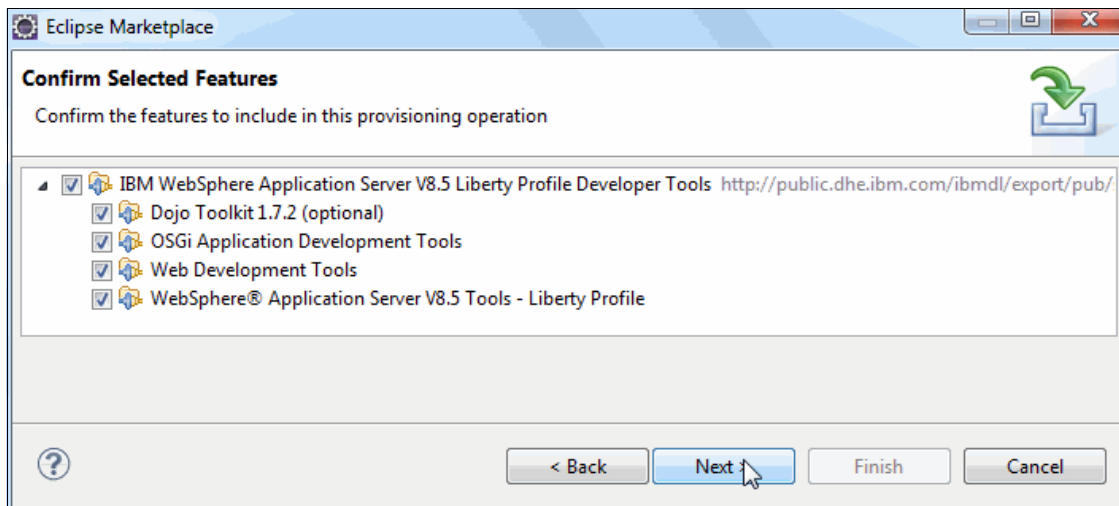 Eclipse Marketplace
Confirm Selected Features
Confirm the features to include in this provisioning operation
IBM WebSphere Application Server V8.5 Liberty Profile Developer Tools http://public.dhe.ibm.com/ibmdl/export/pub/
Dojo Toolkit 1.7.2 (optional)
OSGi Application Development Tools
Web Development Tools
WebSphere® Application Server V8.5 Tools - Liberty Profile
?
< Back Next > Finish Cancel